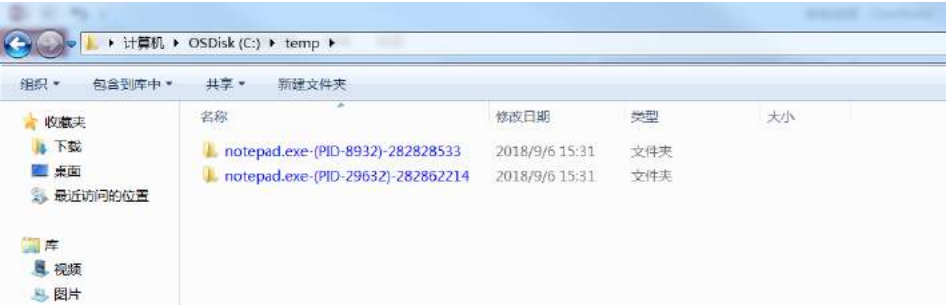 计算机 ▸ OSDisk (C:) ▸ temp ▸
组织 包含到库中 共享 新建文件夹
名称 修改日期 类型 大小
收藏夹
下载
桌面
最近访问的位置
notepad.exe-(PID-8932)-282828533 2018/9/6 15:31 文件夹
notepad.exe-(PID-29632)-282862214 2018/9/6 15:31 文件夹
库
视频
图片